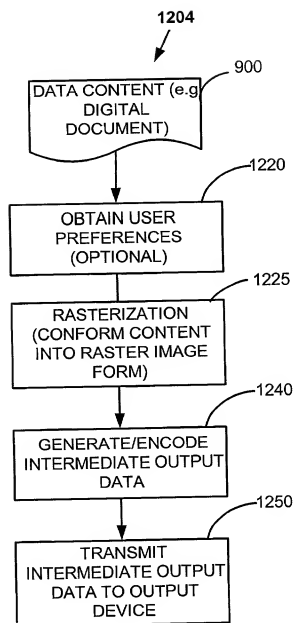 1204
900
DATA CONTENT (e.g
DIGITAL
DOCUMENT)
1220
OBTAIN USER
PREFERENCES
(OPTIONAL)
1225
RASTERIZATION
(CONFORM CONTENT
INTO RASTER IMAGE
FORM)
1240
GENERATE/ENCODE
INTERMEDIATE OUTPUT
DATA
1250
TRANSMIT
INTERMEDIATE OUTPUT
DATA TO OUTPUT
DEVICE